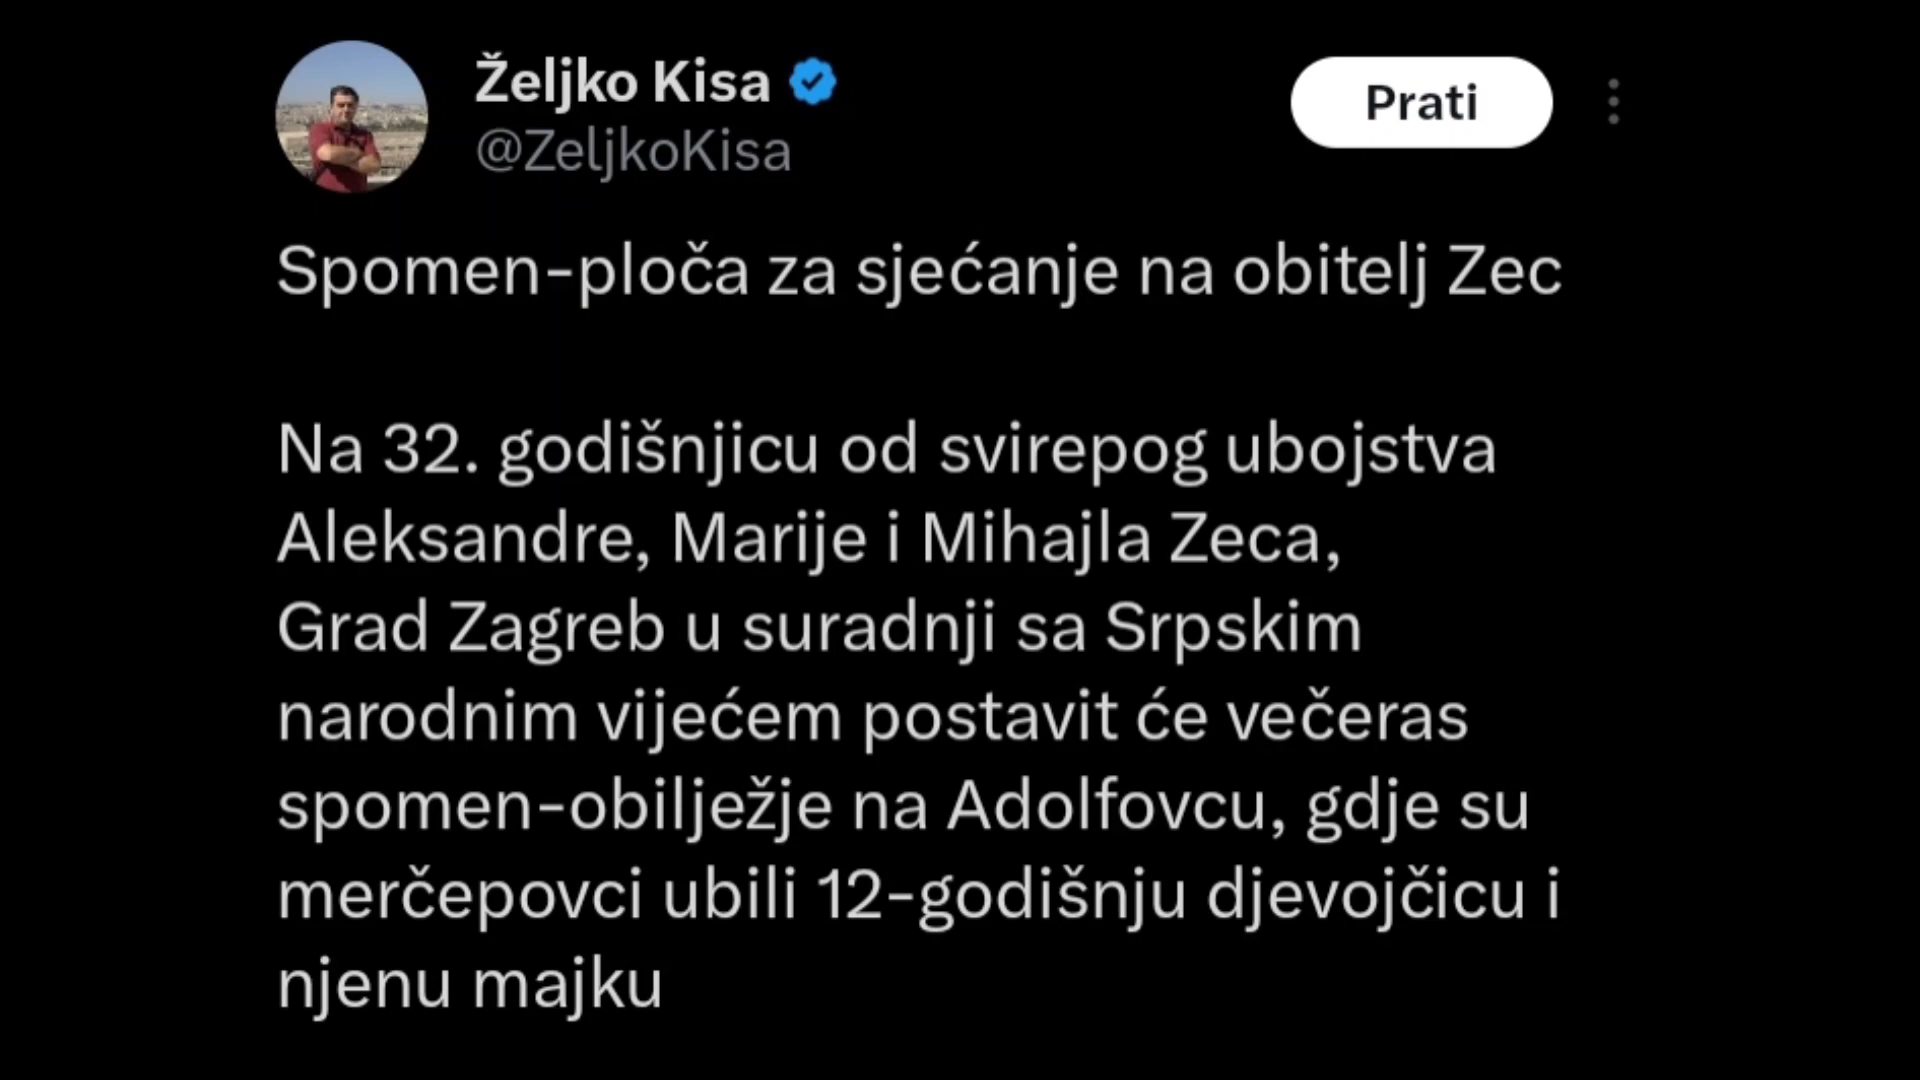 Željko Kisa
@ZeljkoKisa
Prati
Spomen-ploča za sjećanje na obitelj Zec
Na 32. godišnjicu od svirepog ubojstva
Aleksandre, Marije i Mihajla Zeca,
Grad Zagreb u suradnji sa Srpskim
narodnim vijećem postavit će večeras
spomen-obilježje na Adolfovcu, gdje su
merčepovci ubili 12-godišnju djevojčicu i
njenu majku